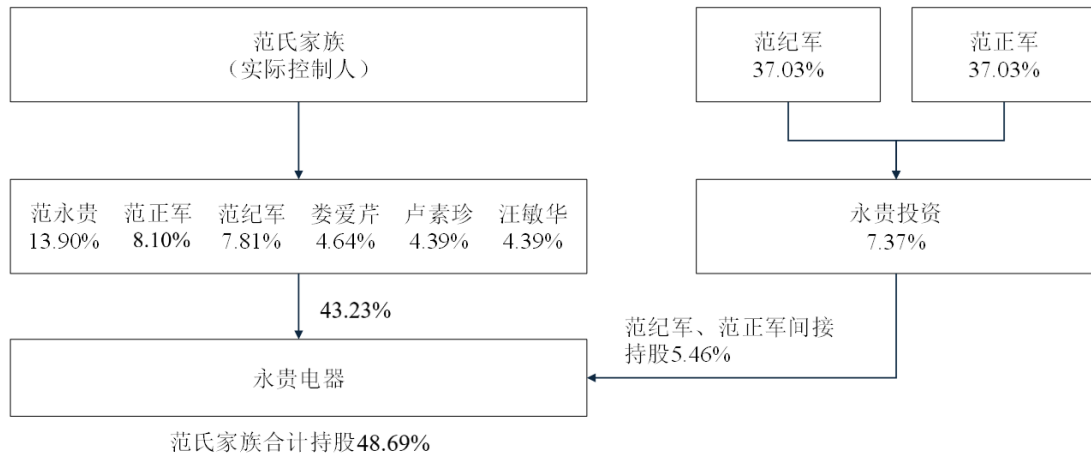 范氏家族
（实际控制人）
范纪军
37.03%
范正军
37.03%
范永贵 范正军 范纪军 娄爱芹 卢素珍 汪敏华
13.90% 8.10% 7.81% 4.64% 4.39% 4.39%
永贵投资
7.37%
43.23%
范纪军、范正军间接
持股5.46%
永贵电器
范氏家族合计持股48.69%